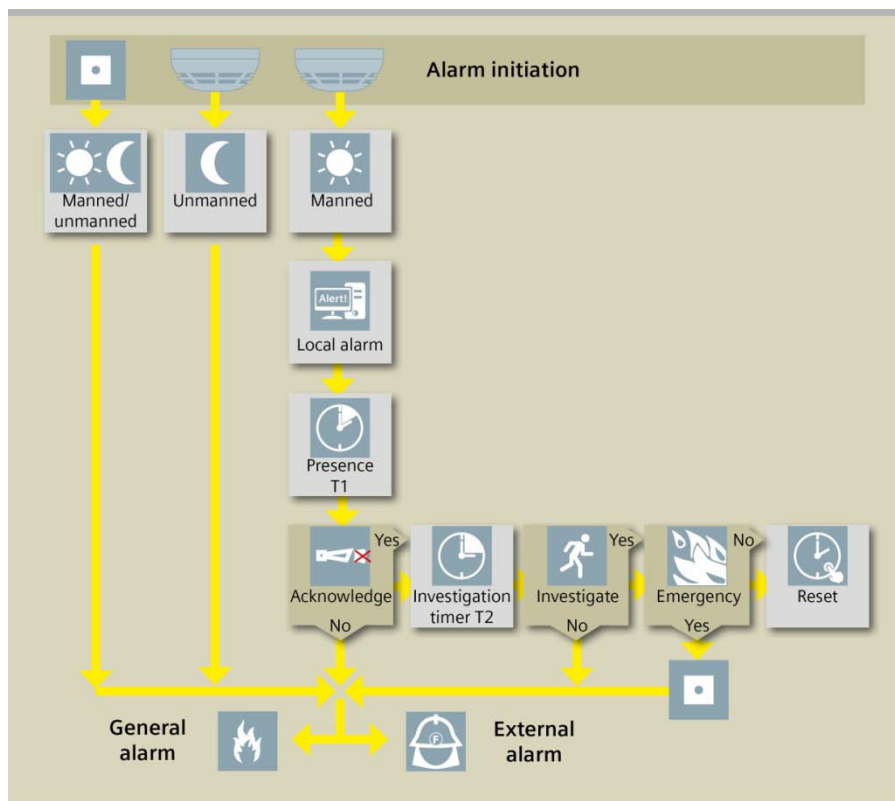 Alarm initiation
Manned/
unmanned
Unmanned
Manned
Alert!
Local alarm
Presence
T1
Yes
Acknowledge
No
Investigation
timer T2
Yes
Investigate
No
No
Emergency
Yes
Reset
General
alarm
F
External
alarm